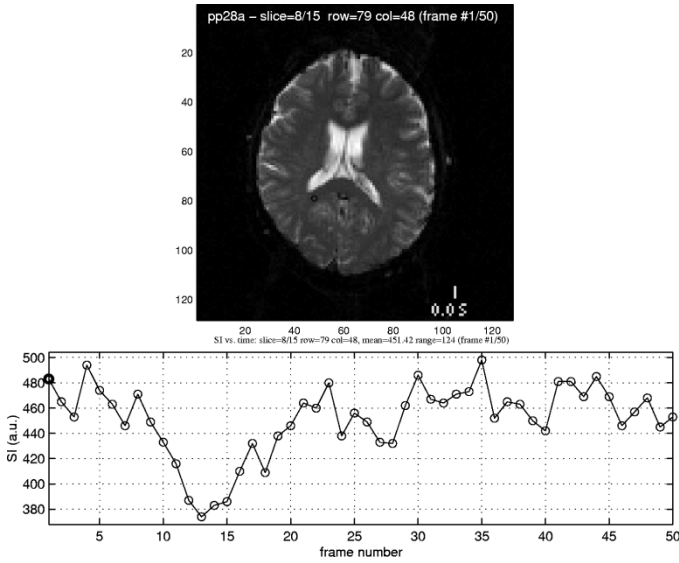 pp28a – slice=8/15 row=79 col=48 (frame #1/50)
20
40
60
80
100
120
0.0 S
20 40 60 80 100 120
SI vs. time: slice=8/15 row=79 col=48, mean=451.42 range=124 (frame #1/50)
500
480
460
440
420
400
380
SI (a.u.)
5 10 15 20 25 30 35 40 45 50
frame number